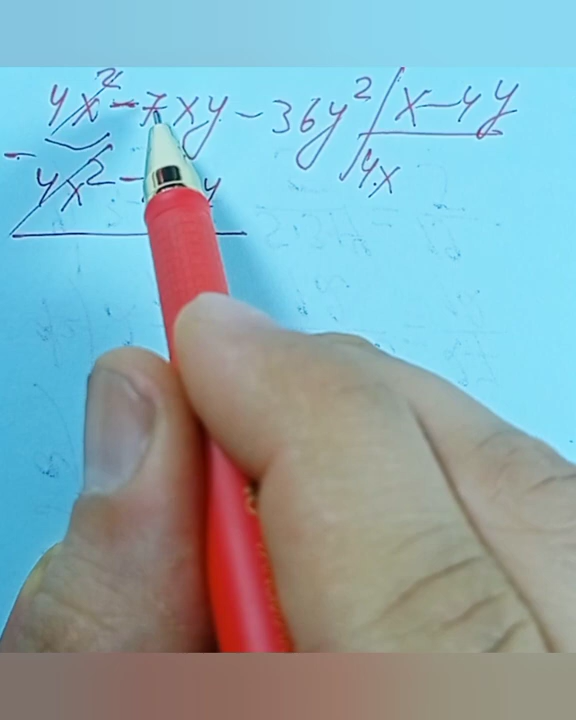 4x² - 7xy - 36y² / x - 4y
- 4x² - y / 4x